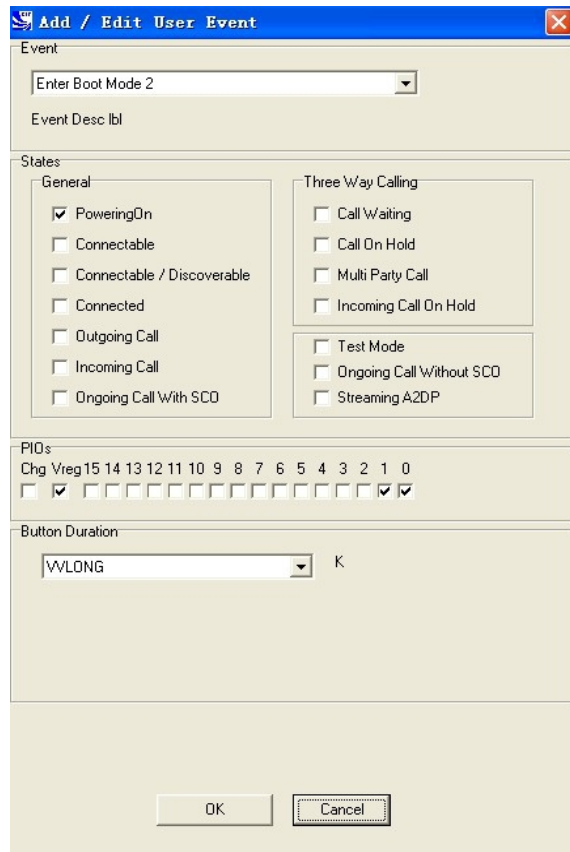 Add / Edit User Event
Event
Enter Boot Mode 2
Event Desc lbl
States
General
PoweringOn
Connectable
Connectable / Discoverable
Connected
Outgoing Call
Incoming Call
Ongoing Call With SCO
Three Way Calling
Call Waiting
Call On Hold
Multi Party Call
Incoming Call On Hold
Test Mode
Ongoing Call Without SCO
Streaming A2DP
PIOs
Chg Vreg 15 14 13 12 11 10 9 8 7 6 5 4 3 2 1 0
Button Duration
VVLONG
K
OK
Cancel